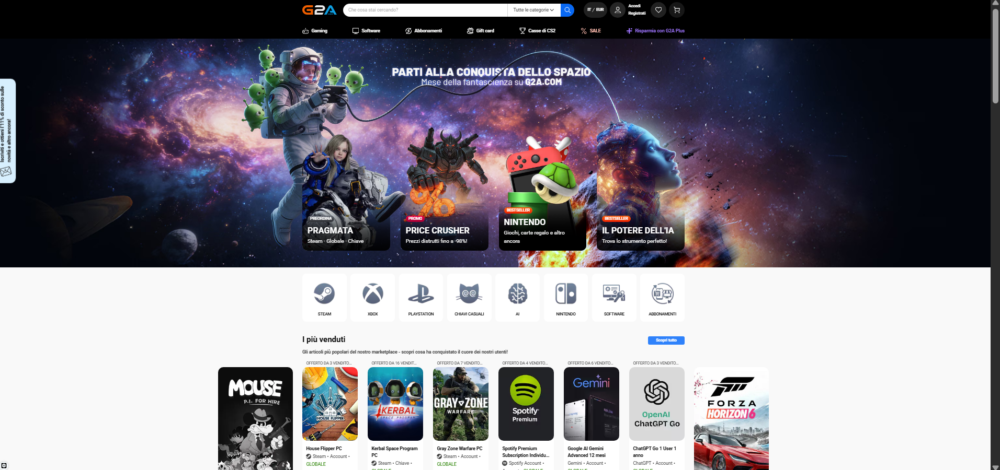 G2A
Che cosa stai cercando?
Tutte le categorie
IT / EUR
Accedi
Registrati
Gaming
Software
Abbonamenti
Gift card
Casse di CS2
SALE
Risparmia con G2A Plus
Iscriviti e ottieni l'11% di sconto sulle
novità e altro ancora!
PARTI ALLA CONQUISTA DELLO SPAZIO
Mese della fantascienza su G2A.COM
PREORDINA
PRAGMATA
Steam · Globale · Chiave
PROMO
PRICE CRUSHER
Prezzi distrutti fino a -98%!
BESTSELLER
NINTENDO
Giochi, carte regalo e altro
ancora
BESTSELLER
IL POTERE DELL'IA
Trova lo strumento perfetto!
STEAM
XBOX
PLAYSTATION
CHIAVI CASUALI
AI
NINTENDO
SOFTWARE
ABBONAMENTI
I più venduti
Scopri tutto
Gli articoli più popolari del nostro marketplace - scopri cosa ha conquistato il cuore dei nostri utenti!
MOUSE
P.I. FOR HIRE
OFFERTO DA 3 VENDITO...
HOUSE FLIPPER
House Flipper PC
Steam • Account •
GLOBALE
OFFERTO DA 16 VENDIT...
KERBAL
SPACE PROGRAM
Kerbal Space Program
PC
Steam • Chiave •
GLOBALE
OFFERTO DA 7 VENDITO...
GRAY ZONE
WARFARE
Gray Zone Warfare PC
Steam • Account •
GLOBALE
OFFERTO DA 4 VENDITO...
Spotify
Premium
Spotify Premium
Subscription Individu...
Spotify Account •
OFFERTO DA 6 VENDITO...
Gemini
Google AI Gemini
Advanced 12 mesi
Gemini • Account •
GLOBALE
OFFERTO DA 3 VENDITO...
OpenAI
ChatGPT Go
ChatGPT Go 1 User 1
anno
ChatGPT • Account •
GLOBALE
FORZA
HORIZON 6